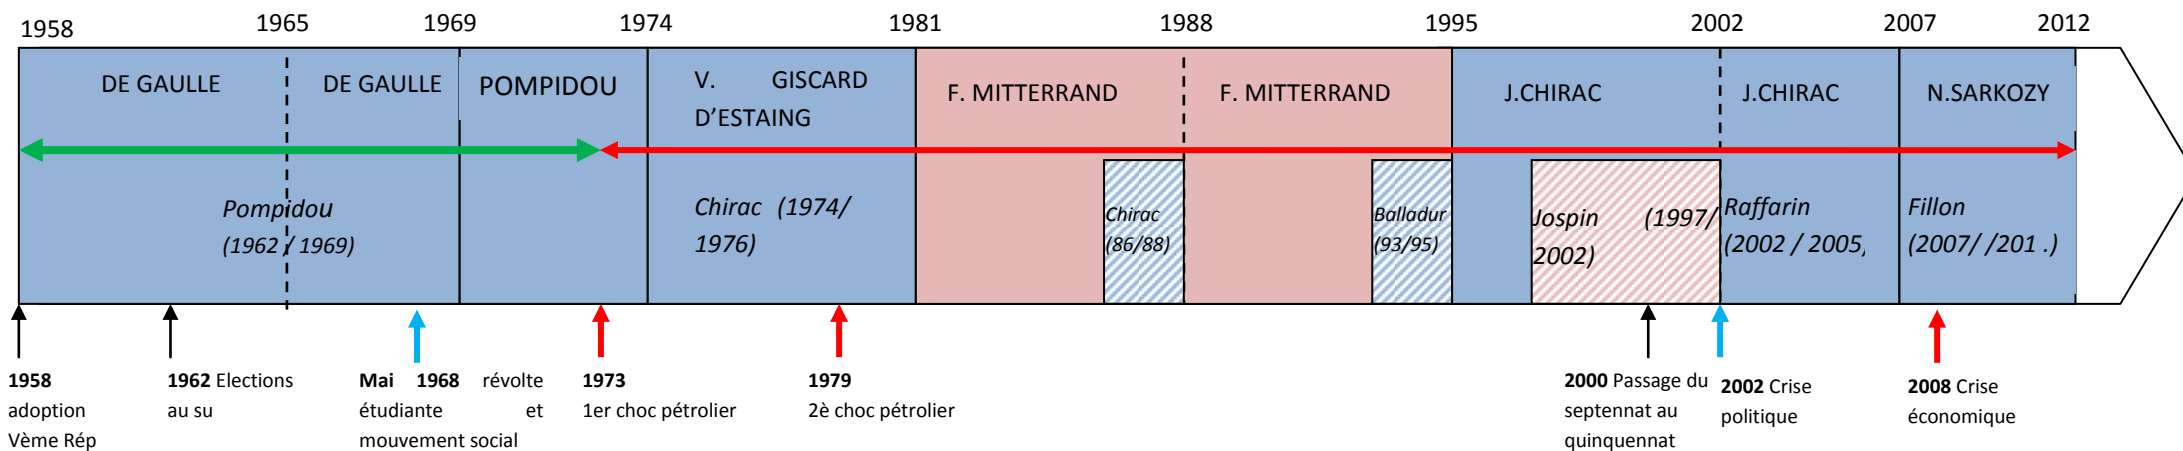 1958 1965 1969 1974 1981 1988 1995 2002 2007 2012
DE GAULLE DE GAULLE POMPIDOU V. GISCARD D'ESTAING F. MITTERRAND F. MITTERRAND J.CHIRAC J.CHIRAC N.SARKOZY
Pompidou
(1962 / 1969)
Chirac (1974/
1976)
Chirac
(86/88)
Balladur
(93/95)
Jospin (1997/
2002)
Raffarin
(2002 / 2005,
Fillon
(2007/ /201 .)
1958
adoption
Vème Rép
1962 Elections
au su
Mai 1968 révolte
étudiante et
mouvement social
1973
1er choc pétrolier
1979
2è choc pétrolier
2000 Passage du
septennat au
quinquennat
2002 Crise
politique
2008 Crise
économique